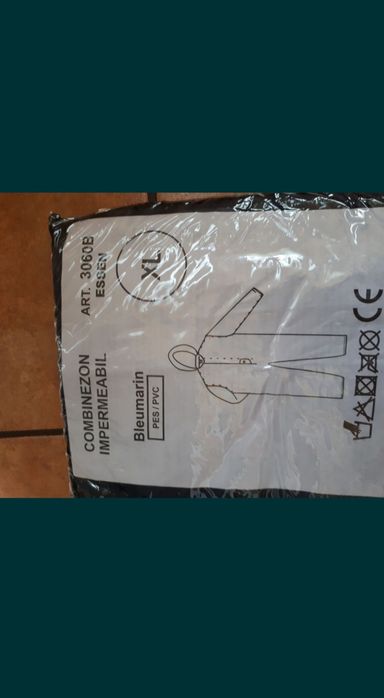 ART. 3060B
ESSEN
XL
COMBINEZON
IMPERMEABIL
Bleumarin
PES / PVC
CE